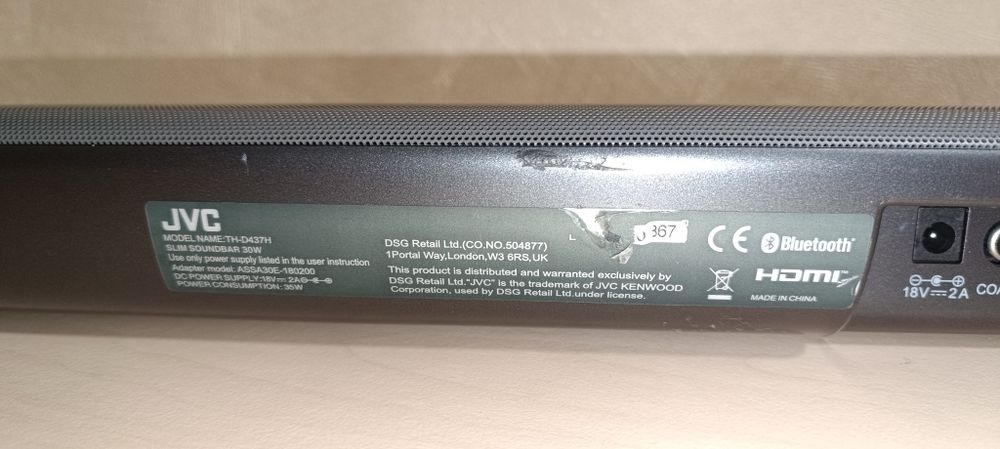 JVC
MODEL NAME:TH-D437H
SLIM SOUNDBAR 30W
Use only power supply listed in the user instruction
Adapter model: ASSA30E-180200
DC POWER SUPPLY:18V⎓2A
POWER CONSUMPTION: 35W
DSG Retail Ltd.(CO.NO.504877)
1Portal Way,London,W3 6RS,UK
This product is distributed and warranted exclusively by
DSG Retail Ltd."JVC" is the trademark of JVC KENWOOD
Corporation, used by DSG Retail Ltd.under license.
367
CE
Bluetooth
HDMI
MADE IN CHINA
18V⎓2A
COA